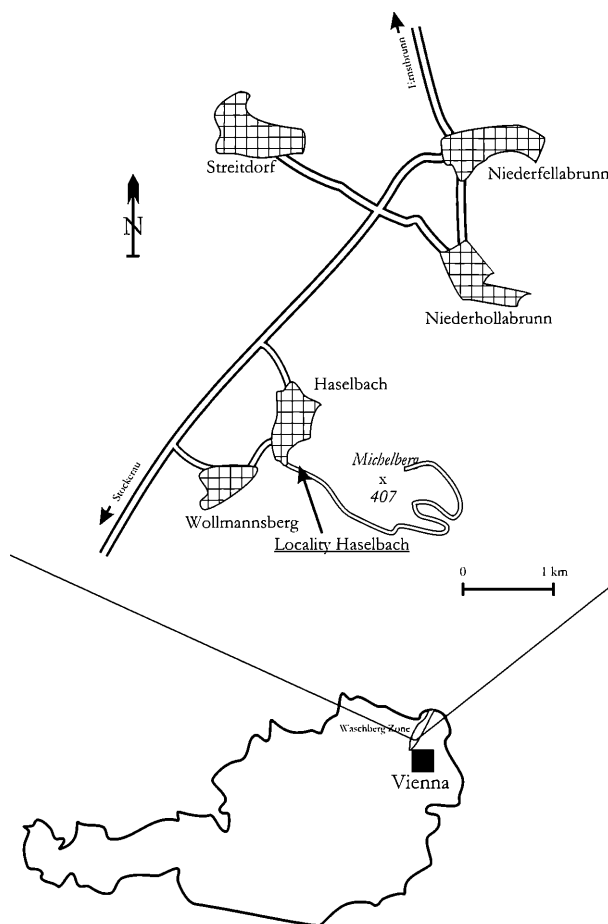 Ernstbrunn
Streitdorf
Niederfellabrunn
N
Niederhollabrunn
Haselbach
Michelberg
x
407
Stockerau
Wollmannsberg
Locality Haselbach
0 1 km
Waschberg Zone
Vienna